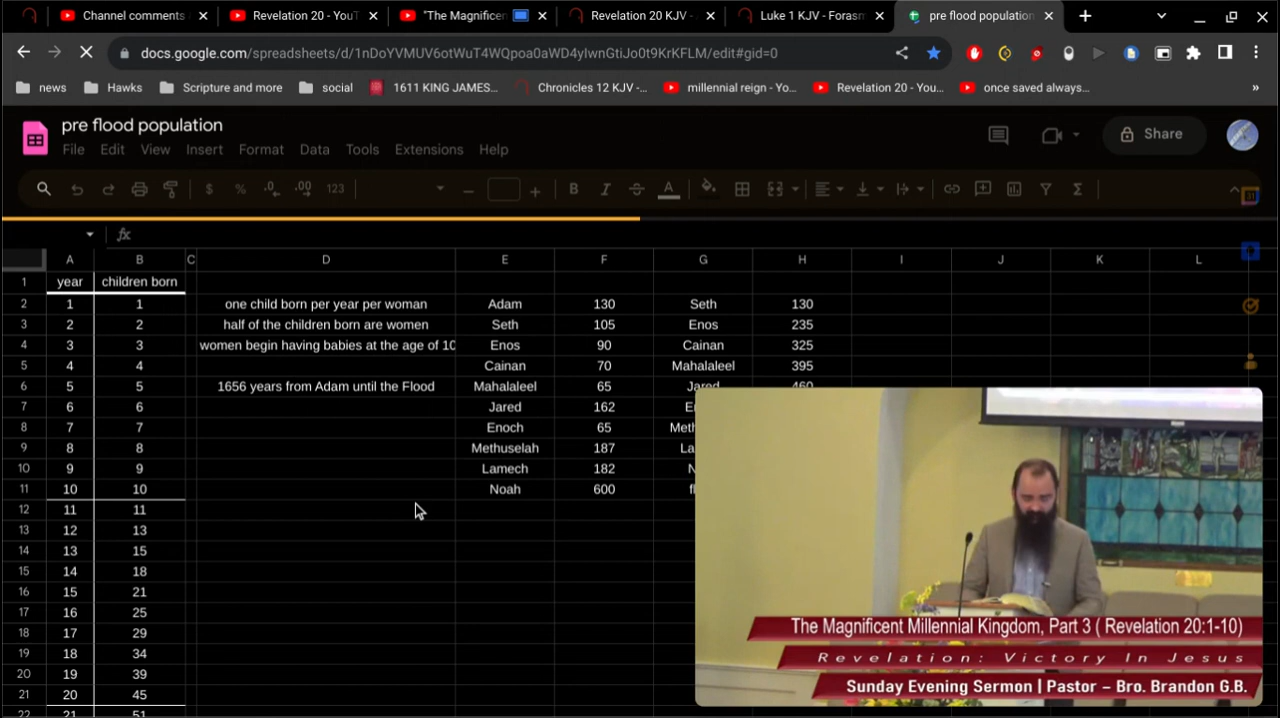 Channel comments
Revelation 20 - YouT
"The Magnificen
Revelation 20 KJV -
Luke 1 KJV - Forasm
pre flood population
docs.google.com/spreadsheets/d/1nDoYVMUV6otWuT4WQpoa0aWD4yIwnGtiJo0t9KrKFLM/edit#gid=0
news
Hawks
Scripture and more
social
1611 KING JAMES...
Chronicles 12 KJV -...
millennial reign - Yo...
Revelation 20 - You...
once saved always...
»
pre flood population
File Edit View Insert Format Data Tools Extensions Help
Share
$ % .0 .00 123 B I A
fx
A B C D E F G H I J K L
1 year children born
2 1 1 one child born per year per woman Adam 130 Seth 130
3 2 2 half of the children born are women Seth 105 Enos 235
4 3 3 women begin having babies at the age of 10 Enos 90 Cainan 325
5 4 4 Cainan 70 Mahalaleel 395
6 5 5 1656 years from Adam until the Flood Mahalaleel 65 Jared 460
7 6 6 Jared 162
8 7 7 Enoch 65 Meth
9 8 8 Methuselah 187 La
10 9 9 Lamech 182 N
11 10 10 Noah 600 fl
12 11 11
13 12 13
14 13 15
15 14 18
16 15 21
17 16 25
18 17 29
19 18 34
20 19 39
21 20 45
22 21 51
The Magnificent Millennial Kingdom, Part 3 ( Revelation 20:1-10)
Revelation: Victory In Jesus
Sunday Evening Sermon | Pastor – Bro. Brandon G.B.